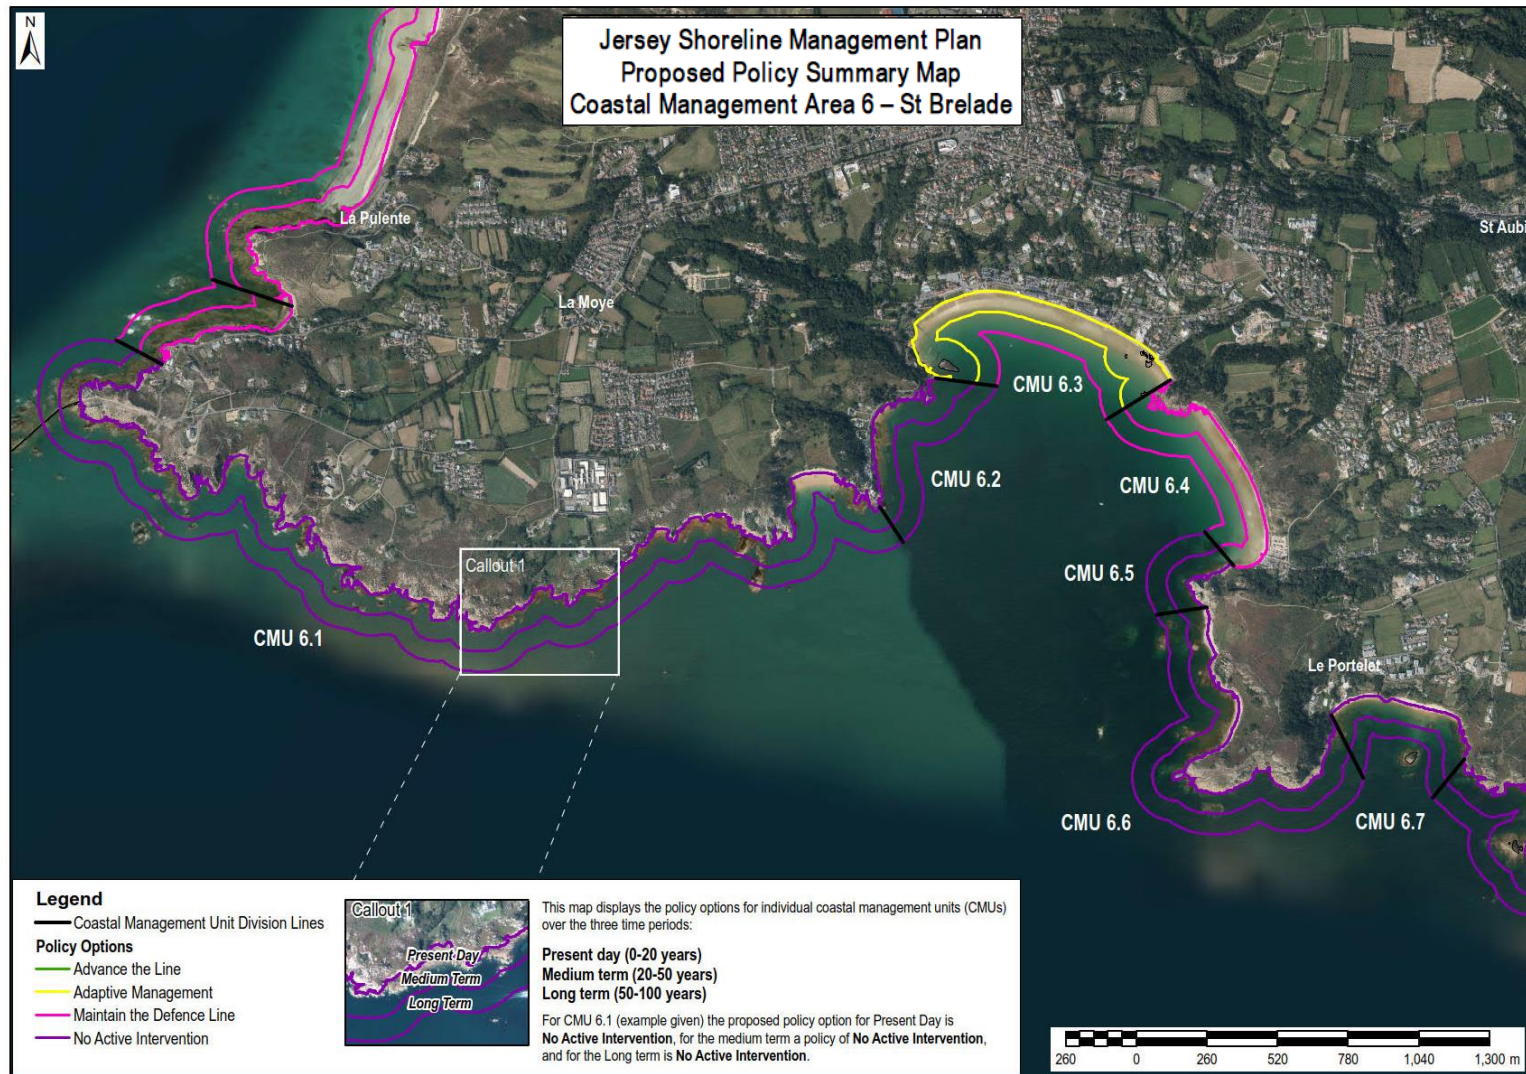 N
Jersey Shoreline Management Plan
Proposed Policy Summary Map
Coastal Management Area 6 – St Brelade
La Pulente
St Aubi
La Moye
CMU 6.3
CMU 6.2
CMU 6.4
Callout 1
CMU 6.5
CMU 6.1
Le Portelet
CMU 6.6
CMU 6.7
Legend
Coastal Management Unit Division Lines
Policy Options
Advance the Line
Adaptive Management
Maintain the Defence Line
No Active Intervention
Callout 1
Present Day
Medium Term
Long Term
This map displays the policy options for individual coastal management units (CMUs)
over the three time periods:
Present day (0-20 years)
Medium term (20-50 years)
Long term (50-100 years)
For CMU 6.1 (example given) the proposed policy option for Present Day is
No Active Intervention, for the medium term a policy of No Active Intervention,
and for the Long term is No Active Intervention.
260 0 260 520 780 1,040 1,300 m